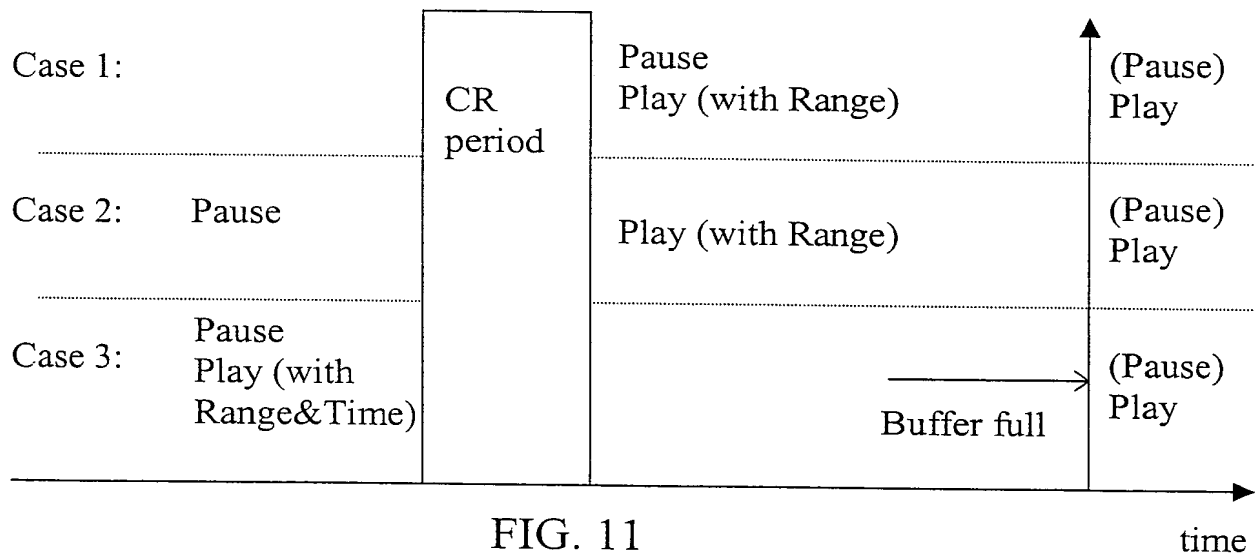 Case 1:
CR
period
Pause
Play (with Range)
(Pause)
Play
Case 2:
Pause
Play (with Range)
(Pause)
Play
Case 3:
Pause
Play (with
Range&Time)
Buffer full
(Pause)
Play
FIG. 11
time